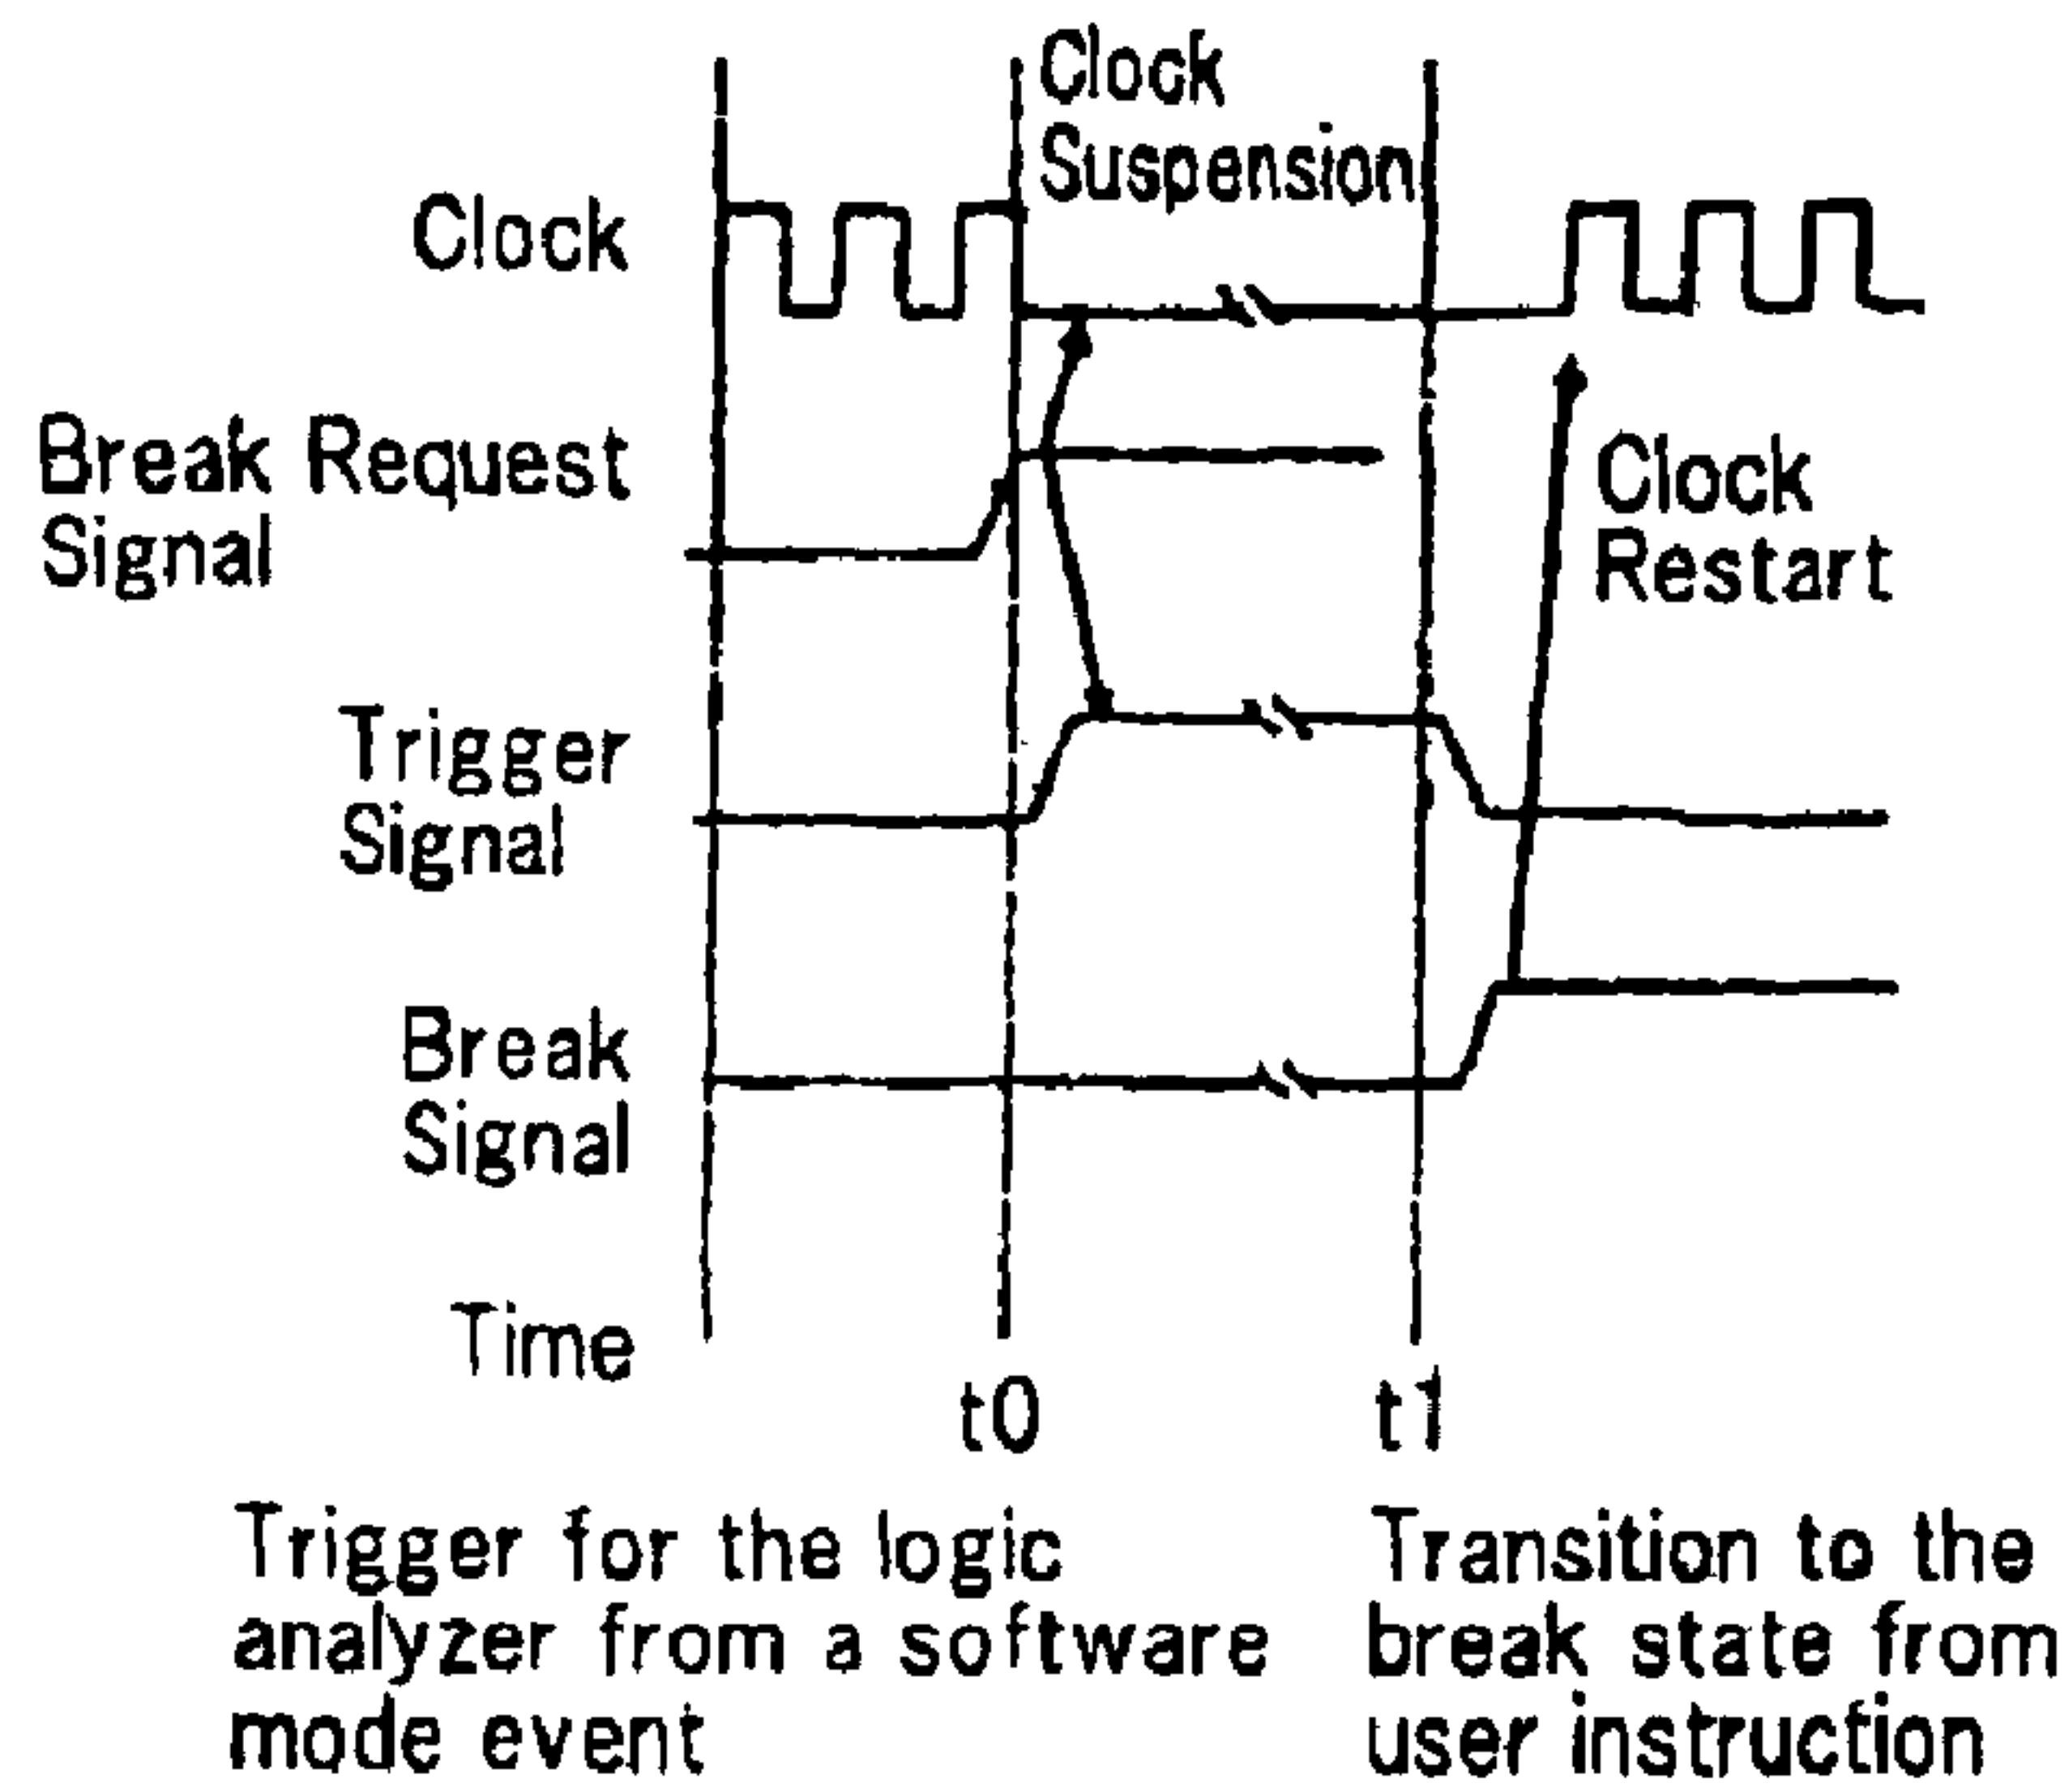 Clock
Suspension
Clock
Break Request
Signal
Clock
Restart
Trigger
Signal
Break
Signal
Time
t0
t1
Trigger for the logic
analyzer from a software
mode event
Transition to the
break state from
user instruction